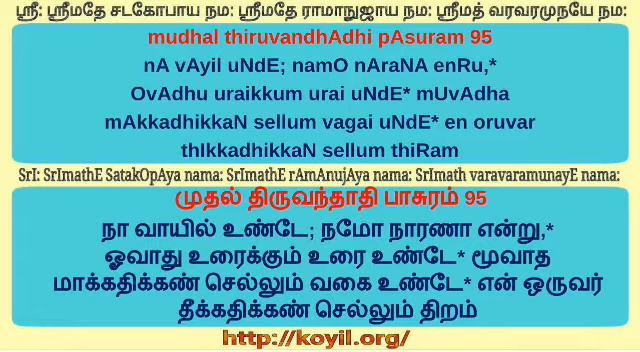 ஸ்ரீ: ஸ்ரீமதே சடகோபாய நம: ஸ்ரீமதே ராமாநுஜாய நம: ஸ்ரீமத் வரவரமுநயே நம:
mudhal thiruvandhAdhi pAsuram 95
nA vAyil uNdE; namO nAraNA enRu,*
OvAdhu uraikkum urai uNdE* mUvAdha
mAkkadhikkaN sellum vagai uNdE* en oruvar
thIkkadhikkaN sellum thiRam
SrI: SrImathE SatakOpAya nama: SrImathE rAmAnujAya nama: SrImath varavaramunayE nama:
முதல் திருவந்தாதி பாசுரம் 95
நா வாயில் உண்டே; நமோ நாரணா என்று,*
ஓவாது உரைக்கும் உரை உண்டே* மூவாத
மாக்கதிக்கண் செல்லும் வகை உண்டே* என் ஒருவர்
தீக்கதிக்கண் செல்லும் திறம்
http://koyil.org/